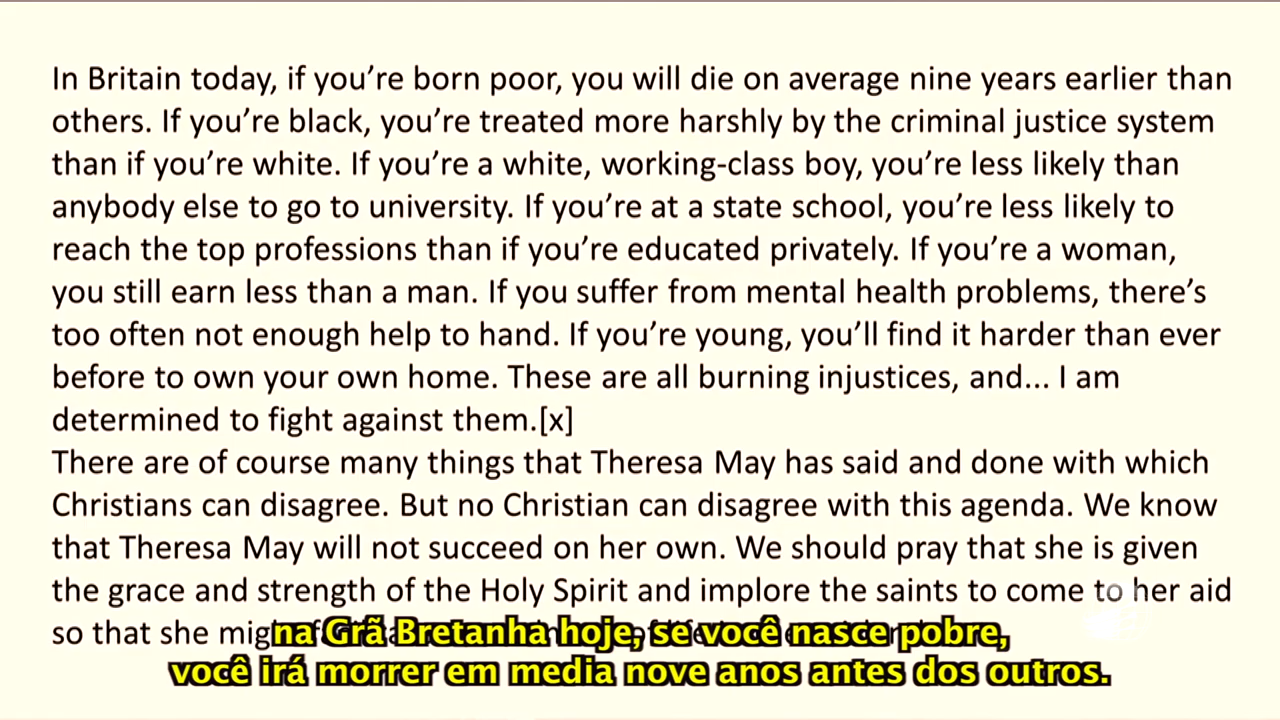 In Britain today, if you’re born poor, you will die on average nine years earlier than
others. If you’re black, you’re treated more harshly by the criminal justice system
than if you’re white. If you’re a white, working-class boy, you’re less likely than
anybody else to go to university. If you’re at a state school, you’re less likely to
reach the top professions than if you’re educated privately. If you’re a woman,
you still earn less than a man. If you suffer from mental health problems, there’s
too often not enough help to hand. If you’re young, you’ll find it harder than ever
before to own your own home. These are all burning injustices, and... I am
determined to fight against them.[x]
There are of course many things that Theresa May has said and done with which
Christians can disagree. But no Christian can disagree with this agenda. We know
that Theresa May will not succeed on her own. We should pray that she is given
the grace and strength of the Holy Spirit and implore the saints to come to her aid
so that she
na Grã Bretanha hoje, se você nasce pobre,
você irá morrer em media nove anos antes dos outros.